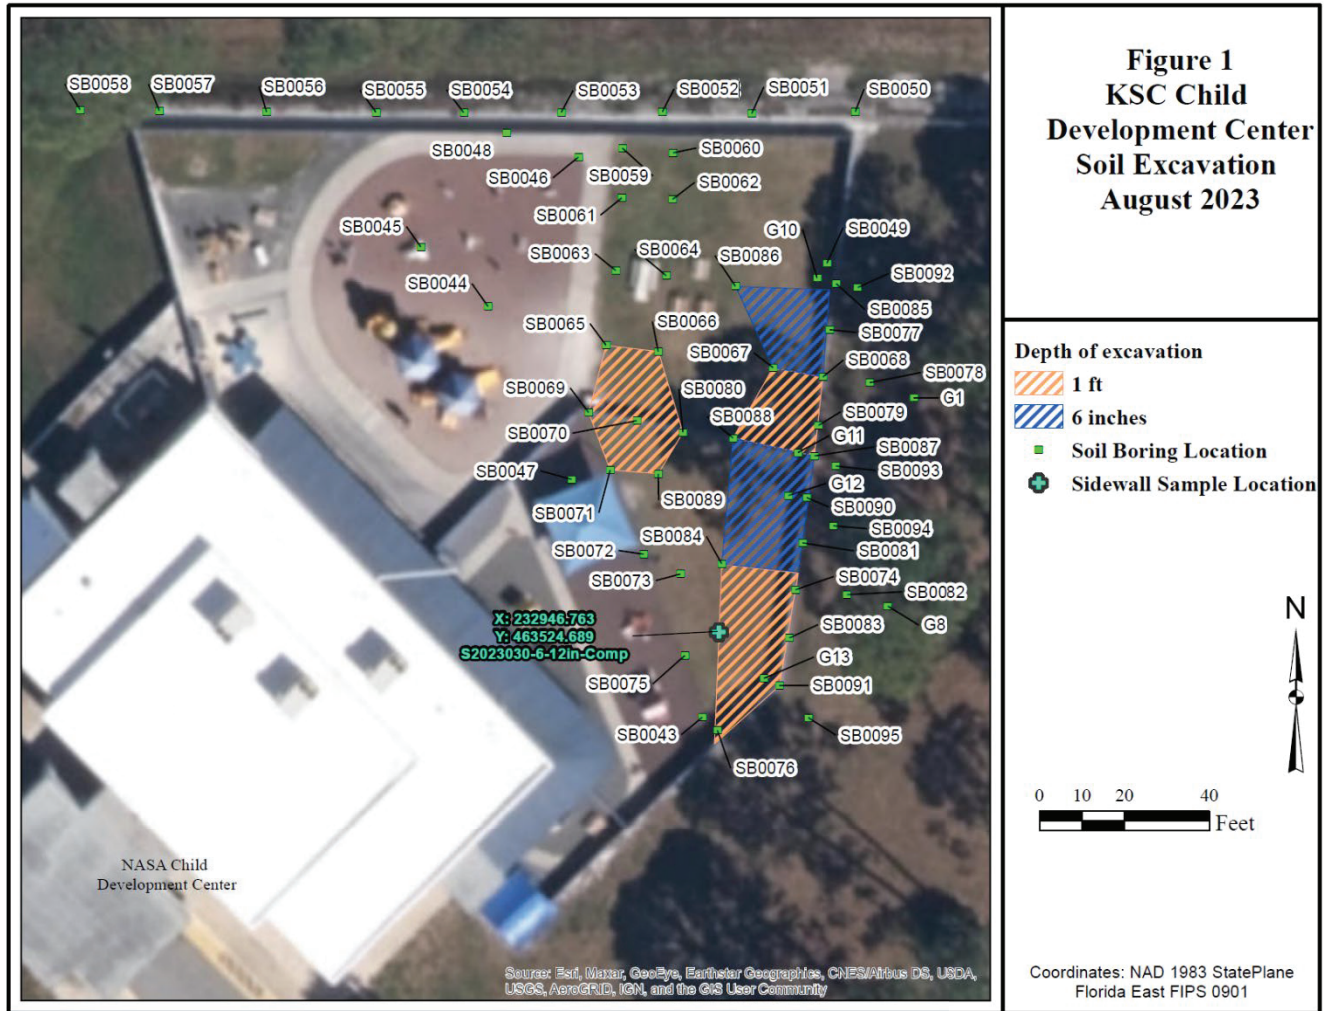 Figure 1
KSC Child
Development Center
Soil Excavation
August 2023
SB0058
SB0057
SB0056
SB0055
SB0054
SB0053
SB0052
SB0051
SB0050
SB0048
SB0046
SB0059
SB0060
SB0062
SB0061
SB0045
SB0063
SB0064
SB0086
G10
SB0049
SB0092
SB0044
SB0085
SB0077
SB0065
SB0066
SB0067
SB0068
SB0078
SB0069
SB0080
G1
SB0088
SB0079
SB0070
G11
SB0087
SB0047
SB0093
SB0071
SB0089
G12
SB0090
SB0094
SB0084
SB0072
SB0081
SB0073
SB0074
SB0082
X: 232946.763
Y: 463524.689
S2023030-6-12in-Comp
SB0083
G8
G13
SB0075
SB0091
SB0043
SB0095
SB0076
NASA Child
Development Center
Source: Esri, Maxar, GeoEye, Earthstar Geographics, CNES/Airbus DS, USDA,
USGS, AeroGRID, IGN, and the GIS User Community
Depth of excavation
1 ft
6 inches
Soil Boring Location
Sidewall Sample Location
N
0 10 20 40
Feet
Coordinates: NAD 1983 StatePlane
Florida East FIPS 0901